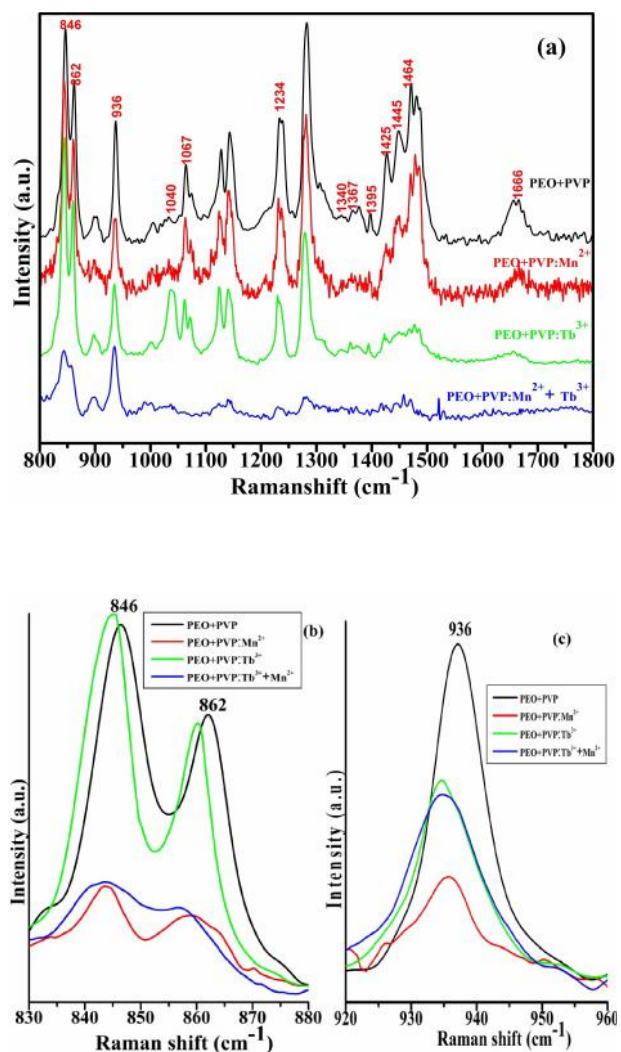 (a)
846
862
936
1040
1067
1234
1340
1367
1395
1425
1445
1464
1666
PEO+PVP
PEO+PVP:Mn2+
PEO+PVP:Tb3+
PEO+PVP:Mn2+ + Tb3+
Intensity (a.u.)
800 900 1000 1100 1200 1300 1400 1500 1600 1700 1800
Ramanshift (cm-1)
(b)
846
862
PEO+PVP
PEO+PVP:Mn2+
PEO+PVP:Tb3+
PEO+PVP:Tb3++Mn2+
Intensity (a.u.)
830 840 850 860 870 880
Raman shift (cm-1)
(c)
936
PEO+PVP
PEO+PVP:Mn2+
PEO+PVP:Tb3+
PEO+PVP:Tb3++Mn2+
Intensity (a.u.)
920 930 940 950 960
Raman shift (cm-1)